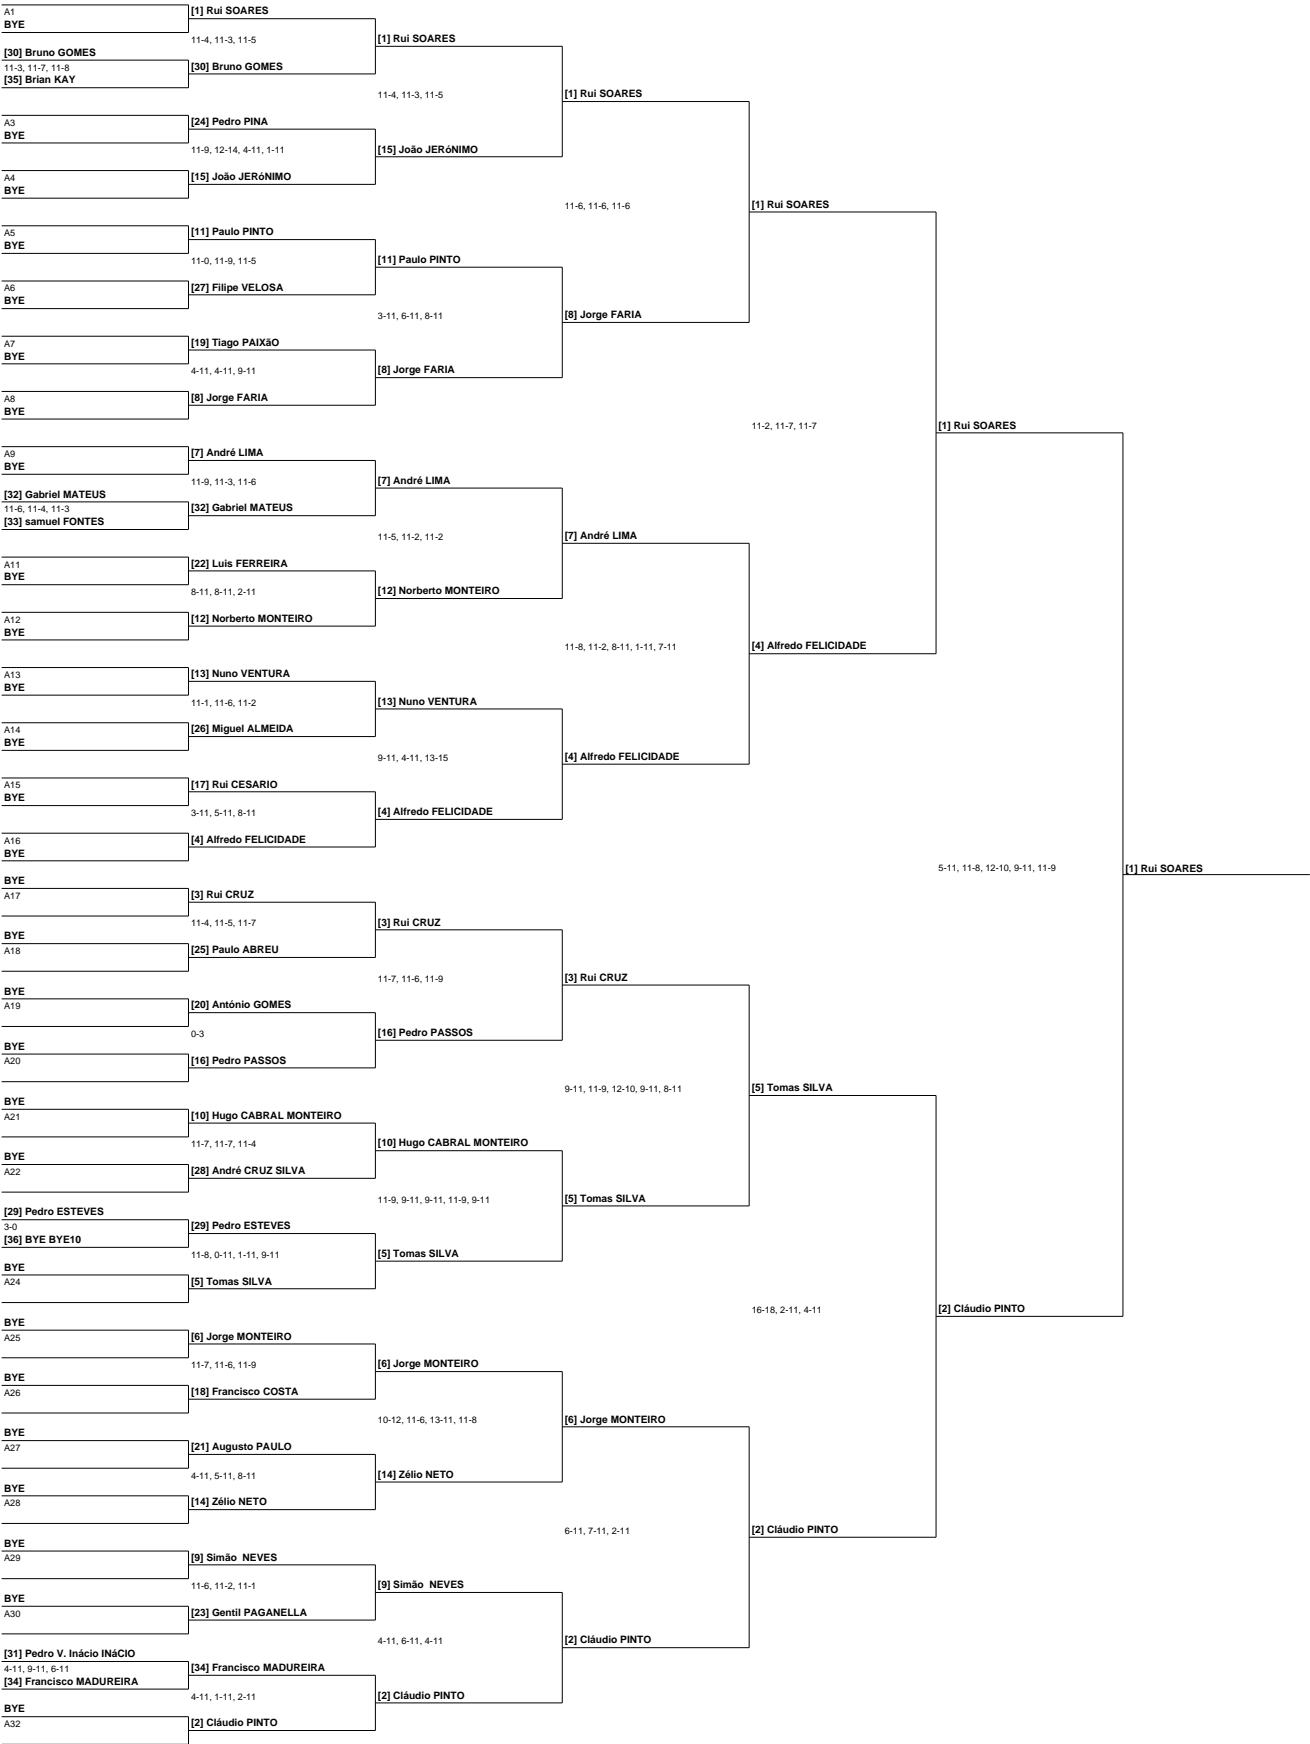 A1
BYE
[1] Rui SOARES
11-4, 11-3, 11-5
[30] Bruno GOMES
11-3, 11-7, 11-8
[35] Brian KAY
[30] Bruno GOMES
[1] Rui SOARES
11-4, 11-3, 11-5
A3
BYE
[24] Pedro PINA
11-9, 12-14, 4-11, 1-11
A4
BYE
[15] João JERóNIMO
[15] João JERóNIMO
[1] Rui SOARES
11-6, 11-6, 11-6
A5
BYE
[11] Paulo PINTO
11-0, 11-9, 11-5
A6
BYE
[27] Filipe VELOSA
[11] Paulo PINTO
3-11, 6-11, 8-11
A7
BYE
[19] Tiago PAIXãO
4-11, 4-11, 9-11
A8
BYE
[8] Jorge FARIA
[8] Jorge FARIA
[8] Jorge FARIA
[1] Rui SOARES
11-2, 11-7, 11-7
A9
BYE
[7] André LIMA
11-9, 11-3, 11-6
[32] Gabriel MATEUS
11-6, 11-4, 11-3
[33] samuel FONTES
[32] Gabriel MATEUS
[7] André LIMA
11-5, 11-2, 11-2
A11
BYE
[22] Luis FERREIRA
8-11, 8-11, 2-11
A12
BYE
[12] Norberto MONTEIRO
[12] Norberto MONTEIRO
[7] André LIMA
11-8, 11-2, 8-11, 1-11, 7-11
A13
BYE
[13] Nuno VENTURA
11-1, 11-6, 11-2
A14
BYE
[26] Miguel ALMEIDA
[13] Nuno VENTURA
9-11, 4-11, 13-15
A15
BYE
[17] Rui CESARIO
3-11, 5-11, 8-11
A16
BYE
[4] Alfredo FELICIDADE
[4] Alfredo FELICIDADE
[4] Alfredo FELICIDADE
[4] Alfredo FELICIDADE
[1] Rui SOARES
5-11, 11-8, 12-10, 9-11, 11-9
[1] Rui SOARES
BYE
A17
[3] Rui CRUZ
11-4, 11-5, 11-7
BYE
A18
[25] Paulo ABREU
[3] Rui CRUZ
11-7, 11-6, 11-9
BYE
A19
[20] António GOMES
0-3
BYE
A20
[16] Pedro PASSOS
[16] Pedro PASSOS
[3] Rui CRUZ
9-11, 11-9, 12-10, 9-11, 8-11
BYE
A21
[10] Hugo CABRAL MONTEIRO
11-7, 11-7, 11-4
BYE
A22
[28] André CRUZ SILVA
[10] Hugo CABRAL MONTEIRO
11-9, 9-11, 9-11, 11-9, 9-11
[29] Pedro ESTEVES
3-0
[36] BYE BYE10
[29] Pedro ESTEVES
11-8, 0-11, 1-11, 9-11
BYE
A24
[5] Tomas SILVA
[5] Tomas SILVA
[5] Tomas SILVA
[5] Tomas SILVA
16-18, 2-11, 4-11
BYE
A25
[6] Jorge MONTEIRO
11-7, 11-6, 11-9
BYE
A26
[18] Francisco COSTA
[6] Jorge MONTEIRO
10-12, 11-6, 13-11, 11-8
BYE
A27
[21] Augusto PAULO
4-11, 5-11, 8-11
BYE
A28
[14] Zélio NETO
[14] Zélio NETO
[6] Jorge MONTEIRO
6-11, 7-11, 2-11
BYE
A29
[9] Simão  NEVES
11-6, 11-2, 11-1
BYE
A30
[23] Gentil PAGANELLA
[9] Simão  NEVES
4-11, 6-11, 4-11
[31] Pedro V. Inácio INáCIO
4-11, 9-11, 6-11
[34] Francisco MADUREIRA
[34] Francisco MADUREIRA
4-11, 1-11, 2-11
BYE
A32
[2] Cláudio PINTO
[2] Cláudio PINTO
[2] Cláudio PINTO
[2] Cláudio PINTO
[2] Cláudio PINTO